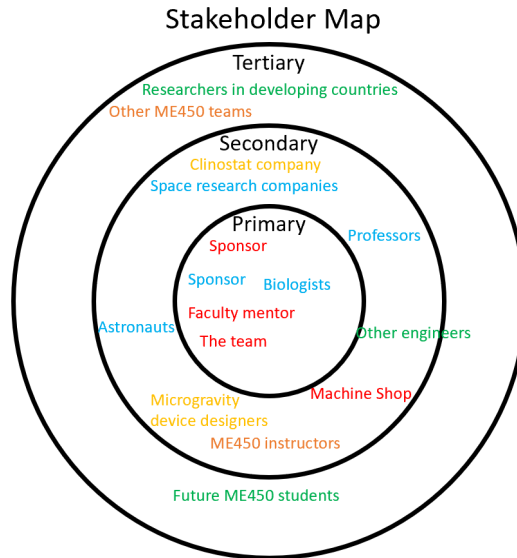 Stakeholder Map
Tertiary
Researchers in developing countries
Other ME450 teams
Secondary
Clinostat company
Space research companies
Primary
Sponsor
Professors
Sponsor
Biologists
Faculty mentor
Astronauts
Other engineers
The team
Machine Shop
Microgravity
device designers
ME450 instructors
Future ME450 students